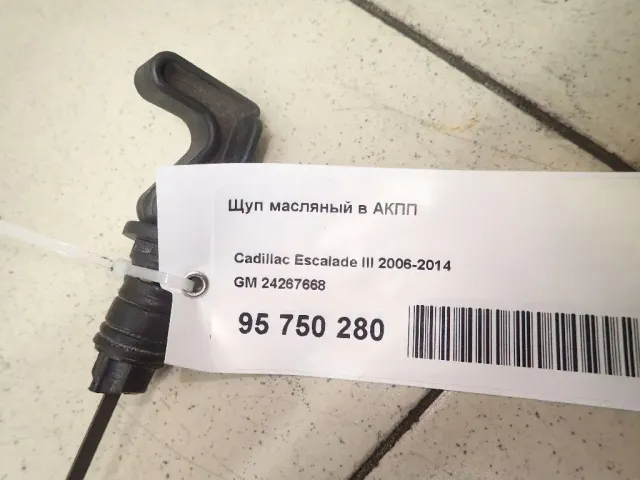 Щуп масляный в АКПП
Cadillac Escalade III 2006-2014
GM 24267668
95 750 280